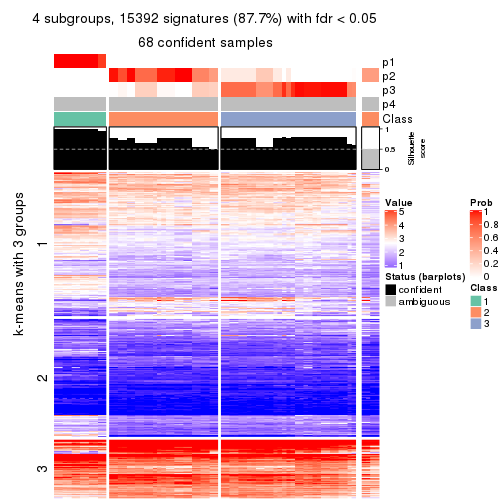 4 subgroups, 15392 signatures (87.7%) with fdr < 0.05
68 confident samples
p1
p2
p3
p4
Class
1
0.5
0
Silhouette
score
k-means with 3 groups
1
2
3
Value
5
4
3
2
1
Status (barplots)
confident
ambiguous
Prob
1
0.8
0.6
0.4
0.2
0
Class
1
2
3